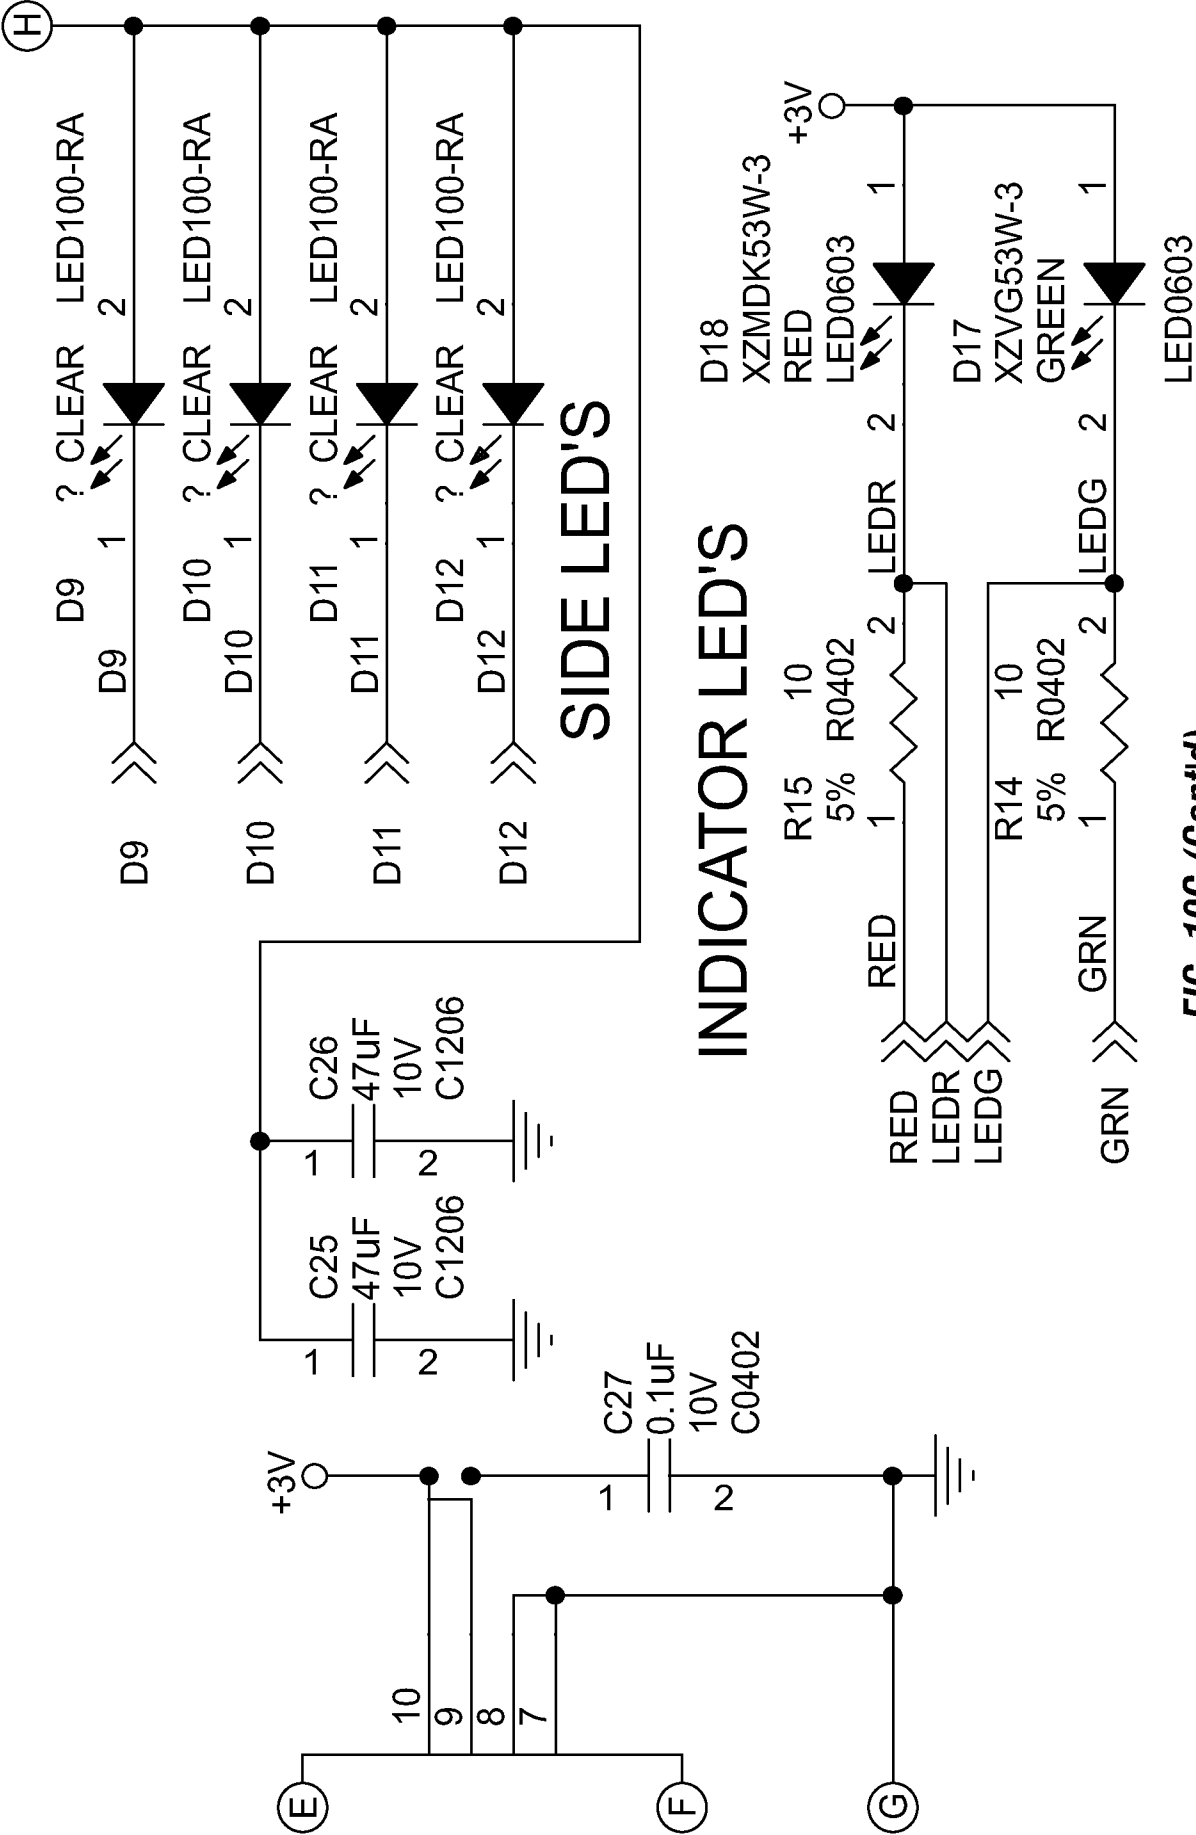 H
D9
D9
D9
1
? CLEAR
LED100-RA
2
D10
D10
D10
1
? CLEAR
LED100-RA
2
D11
D11
D11
1
? CLEAR
LED100-RA
2
D12
D12
D12
1
? CLEAR
LED100-RA
2
SIDE LED'S
C25
47uF
10V
C1206
1
2
C26
47uF
10V
C1206
1
2
+3V
C27
0.1uF
10V
C0402
1
2
E
10
9
8
7
F
G
INDICATOR LED'S
+3V
D18
XZMDK53W-3
RED
LED0603
1
2
LEDR
R15
10
5%
R0402
1
2
RED
RED
LEDR
LEDG
D17
XZVG53W-3
GREEN
LED0603
1
2
LEDG
R14
10
5%
R0402
1
2
GRN
GRN
FIG. 10C (Cont'd)